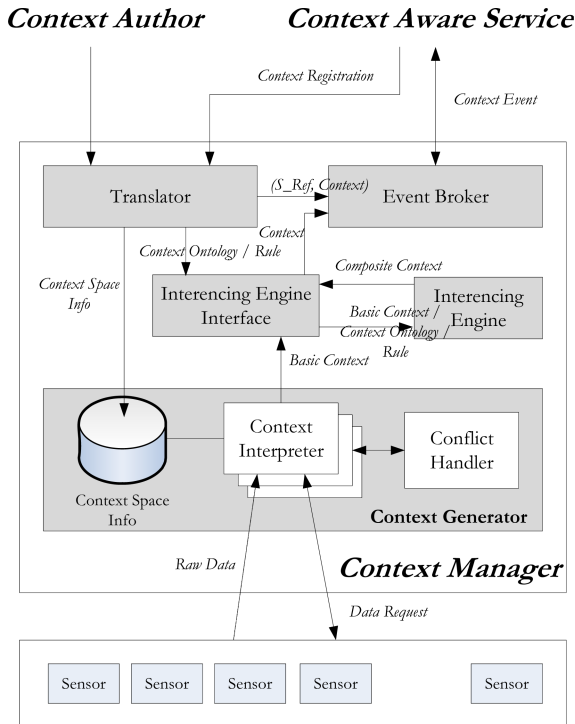 Context Author
Context Aware Service
Context Registration
Context Event
Translator
(S_Ref, Context)
Event Broker
Context
Context Ontology / Rule
Composite Context
Context Space
Info
Interencing Engine
Interface
Interencing
Engine
Basic Context /
Context Ontology /
Rule
Basic Context
Context
Interpreter
Conflict
Handler
Context Space
Info
Context Generator
Raw Data
Context Manager
Data Request
Sensor
Sensor
Sensor
Sensor
Sensor